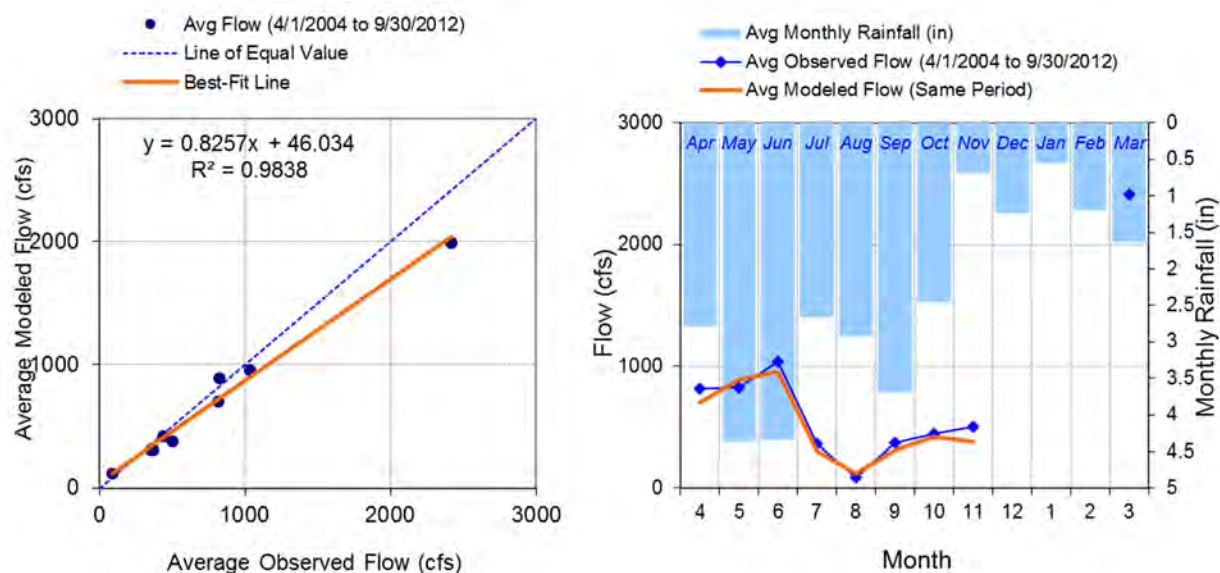 Avg Flow (4/1/2004 to 9/30/2012)
Line of Equal Value
Best-Fit Line
3000
2000
1000
0
y = 0.8257x + 46.034
R² = 0.9838
Average Modeled Flow (cfs)
0 1000 2000 3000
Average Observed Flow (cfs)
Avg Monthly Rainfall (in)
Avg Observed Flow (4/1/2004 to 9/30/2012)
Avg Modeled Flow (Same Period)
3000
2000
1000
0
Flow (cfs)
Apr May Jun Jul Aug Sep Oct Nov Dec Jan Feb Mar
0
0.5
1
1.5
2
2.5
3
3.5
4
4.5
5
Monthly Rainfall (in)
4 5 6 7 8 9 10 11 12 1 2 3
Month